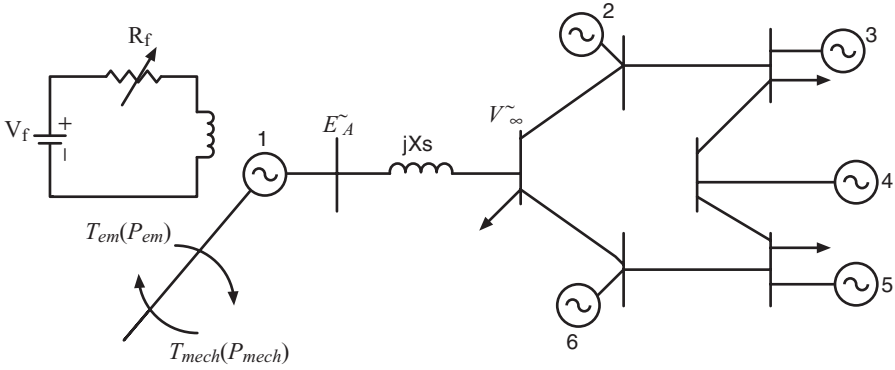 R_f
V_f
+
–
1
E~_A
jXs
V~_∞
2
3
4
5
6
T_em(P_em)
T_mech(P_mech)